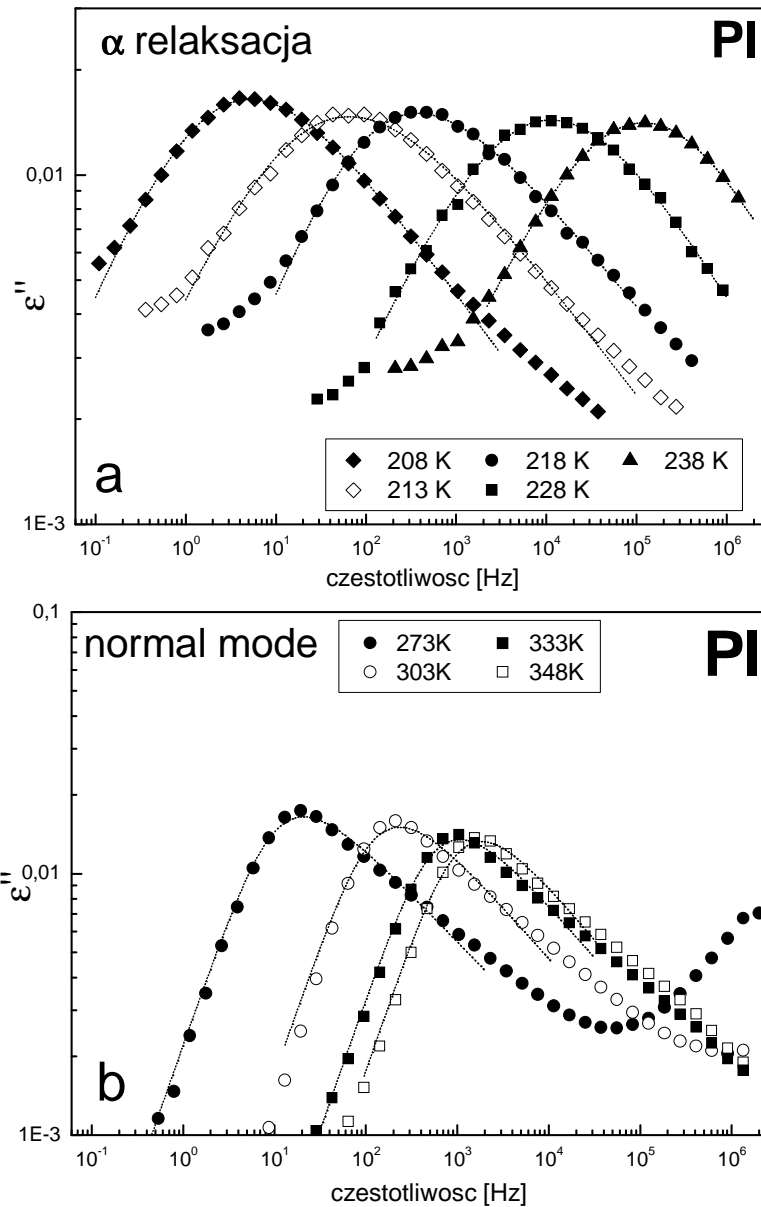 α relaksacja
PI
0,01
ε''
208 K 218 K 238 K
213 K 228 K
a
1E-3
10⁻¹ 10⁰ 10¹ 10² 10³ 10⁴ 10⁵ 10⁶
czestotliwosc [Hz]
0,1
normal mode
273K 333K
303K 348K
PI
0,01
ε''
b
1E-3
10⁻¹ 10⁰ 10¹ 10² 10³ 10⁴ 10⁵ 10⁶
czestotliwosc [Hz]